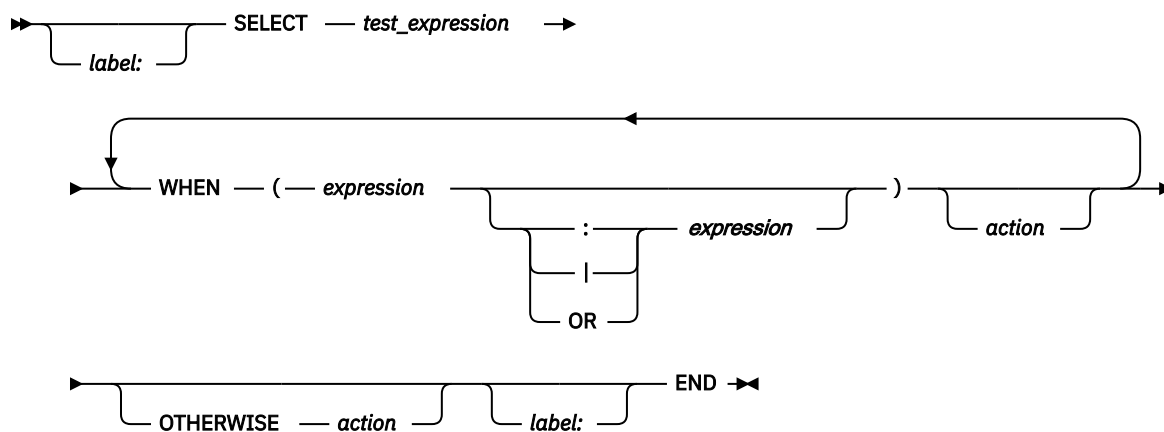 SELECT test_expression
label:
WHEN ( expression )
: expression action
|
OR
END
OTHERWISE action label: